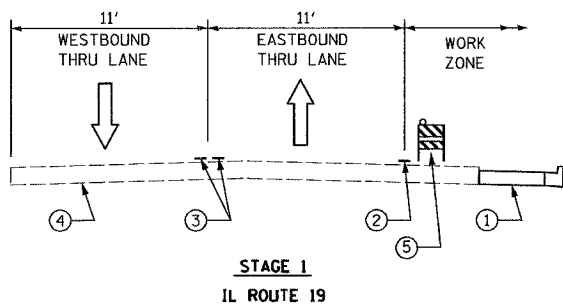 11' 11'
WESTBOUND EASTBOUND WORK
THRU LANE THRU LANE ZONE
4 3 2 5 1
STAGE 1
IL ROUTE 19